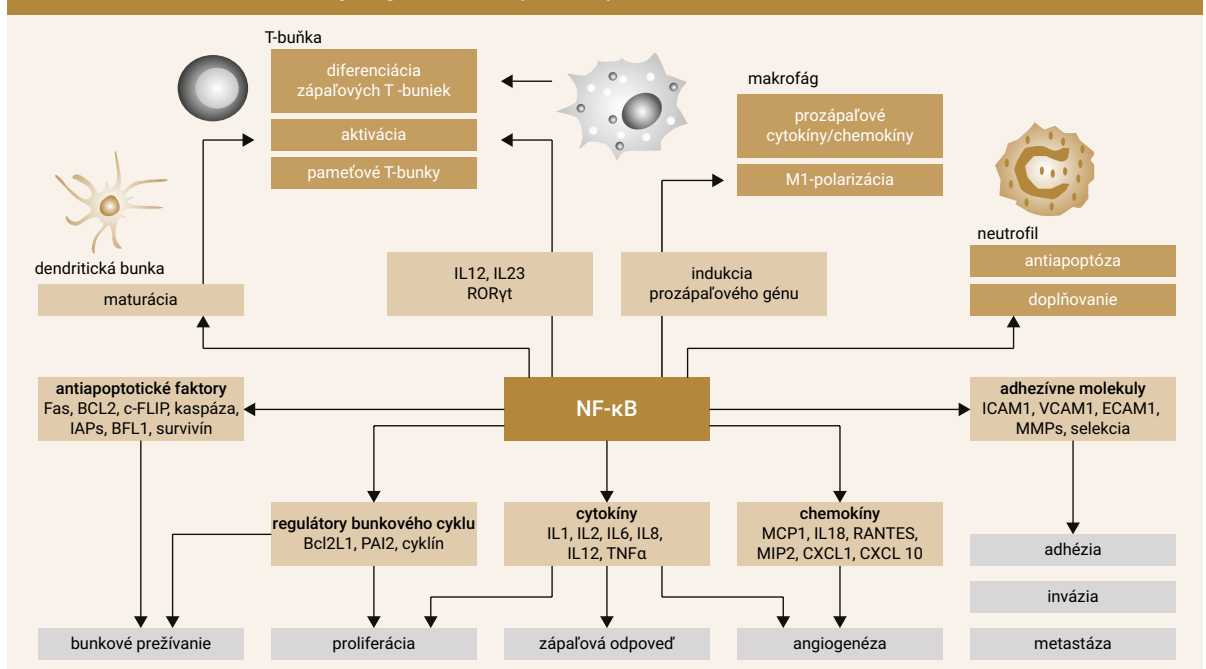 T-buňka
diferenciácia
zápaľových T -buniek
aktivácia
pameťové T-bunky
makrofág
prozápaľové
cytokíny/chemokíny
M1-polarizácia
neutrofil
antiapoptóza
doplňovanie
dendritická bunka
maturácia
IL12, IL23
RORγt
indukcia
prozápaľového génu
NF-κB
antiapoptotické faktory
Fas, BCL2, c-FLIP, kaspáza,
IAPs, BFL1, survivín
adhezívne molekuly
ICAM1, VCAM1, ECAM1,
MMPs, selekcia
regulátory bunkového cyklu
Bcl2L1, PAI2, cyklín
cytokíny
IL1, IL2, IL6, IL8,
IL12, TNFα
chemokíny
MCP1, IL18, RANTES,
MIP2, CXCL1, CXCL 10
adhézia
invázia
metastáza
bunkové prežívanie
proliferácia
zápaľová odpoveď
angiogenéza